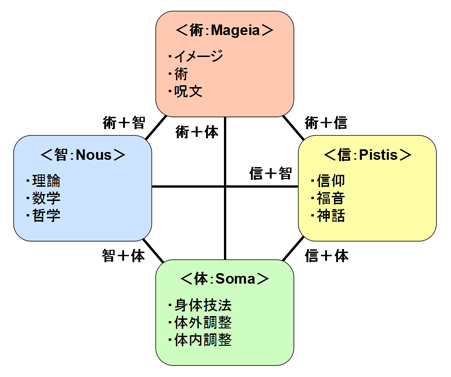 ＜術：Mageia＞
・イメージ
・術
・呪文
術＋智
術＋体
術＋信
＜智：Nous＞
・理論
・数学
・哲学
信＋智
＜信：Pistis＞
・信仰
・福音
・神話
智＋体
信＋体
＜体：Soma＞
・身体技法
・体外調整
・体内調整